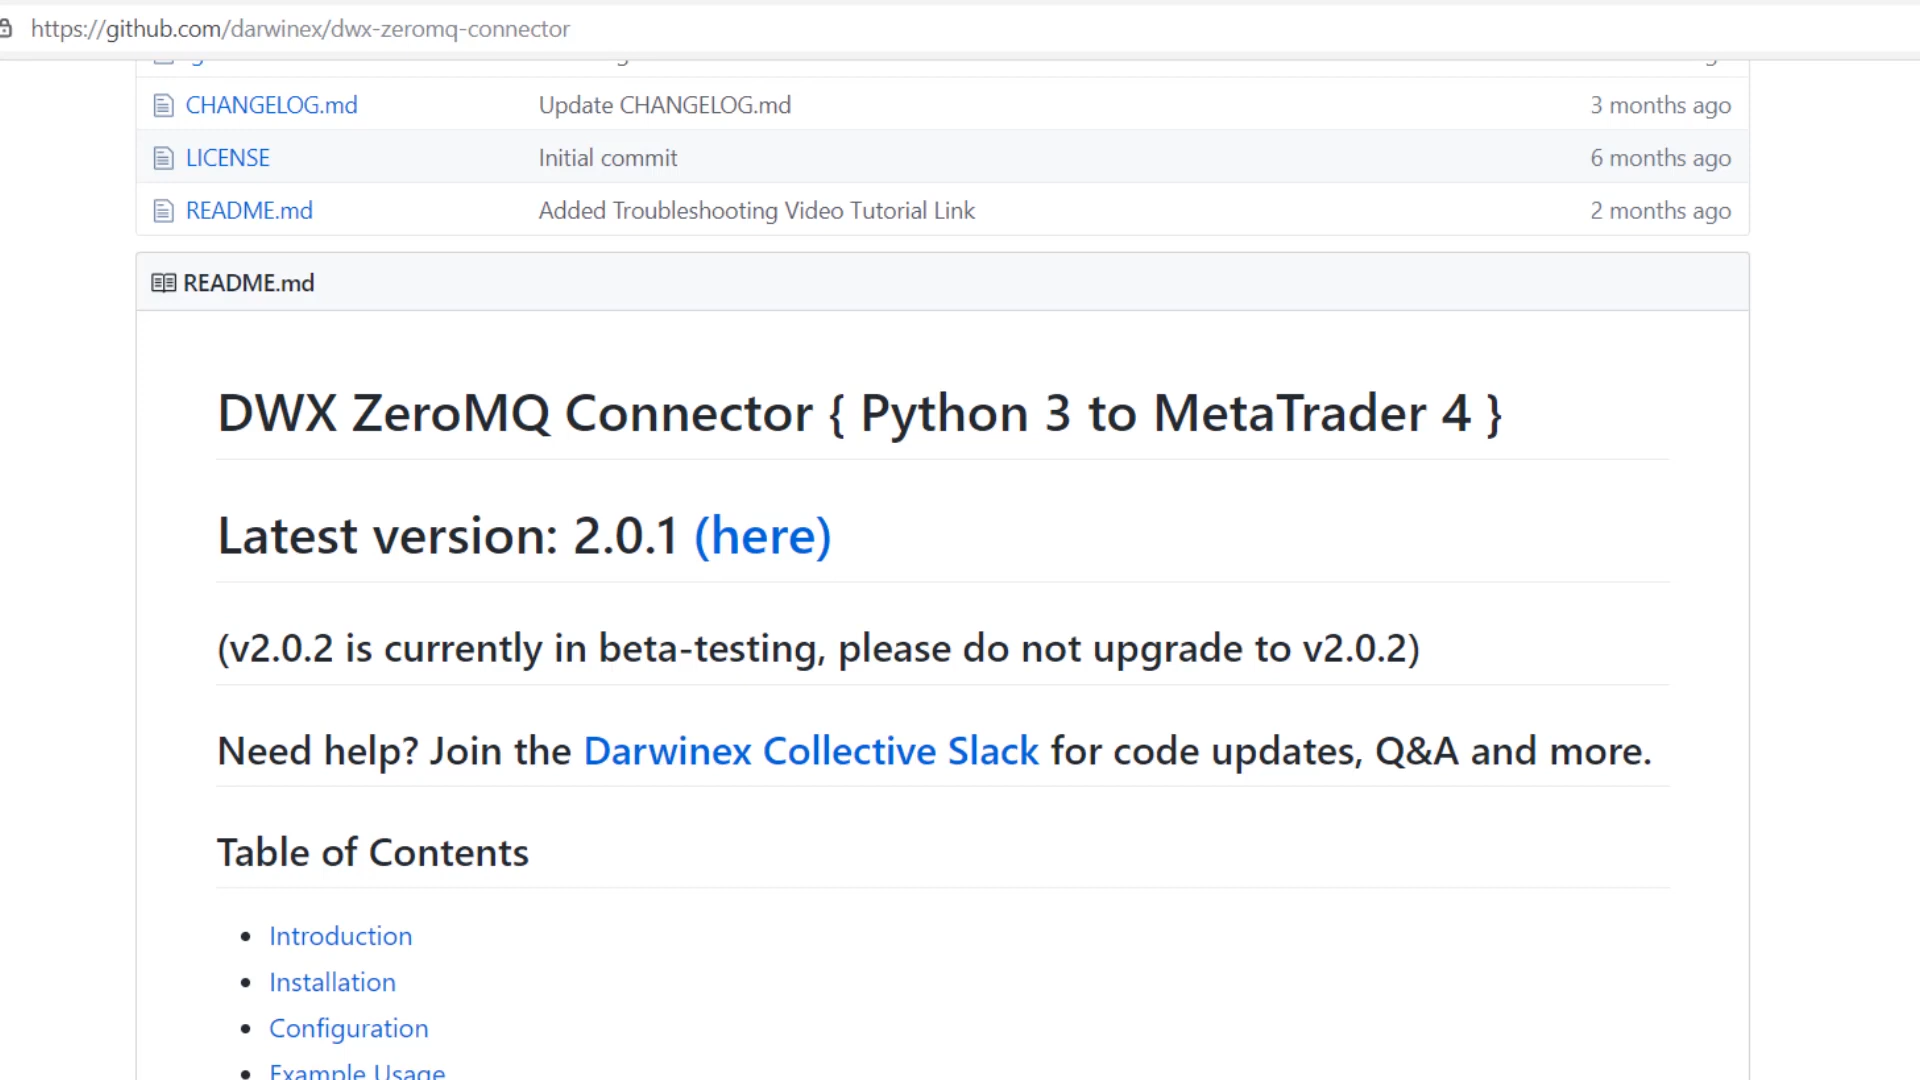 https://github.com/darwinex/dwx-zeromq-connector
CHANGELOG.md Update CHANGELOG.md 3 months ago
LICENSE Initial commit 6 months ago
README.md Added Troubleshooting Video Tutorial Link 2 months ago
README.md
DWX ZeroMQ Connector { Python 3 to MetaTrader 4 }
Latest version: 2.0.1 (here)
(v2.0.2 is currently in beta-testing, please do not upgrade to v2.0.2)
Need help? Join the Darwinex Collective Slack for code updates, Q&A and more.
Table of Contents
• Introduction
• Installation
• Configuration
• Example Usage